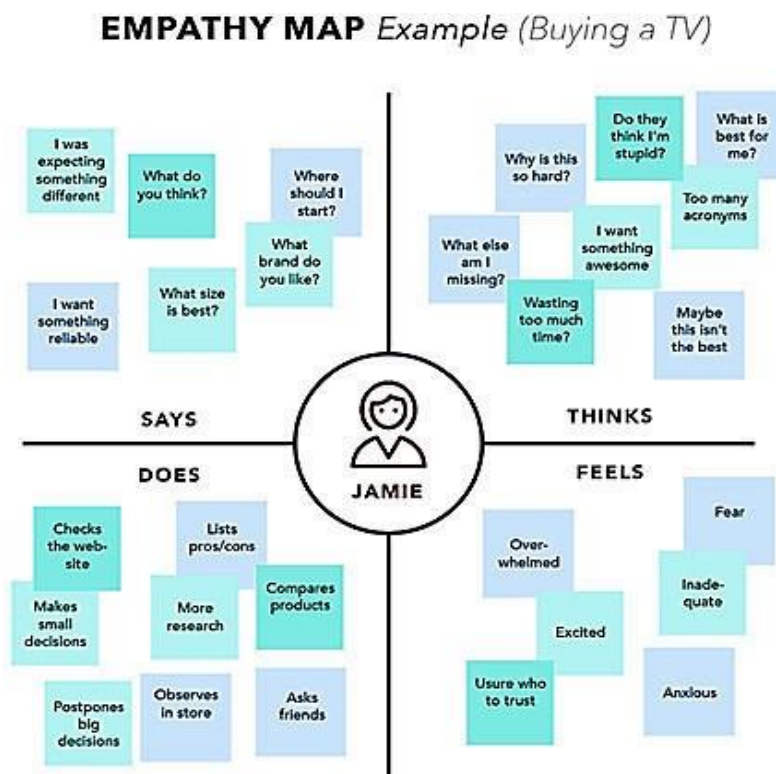 EMPATHY MAP Example (Buying a TV)
I was
expecting
something
different
What do
you think?
Where
should I
start?
What
brand do
you like?
I want
something
reliable
What size
is best?
SAYS
Why is this
so hard?
Do they
think I'm
stupid?
What is
best for
me?
Too many
acronyms
What else
am I
missing?
I want
something
awesome
Wasting
too much
time?
Maybe
this isn't
the best
THINKS
JAMIE
DOES
Checks
the web-
site
Lists
pros/cons
Makes
small
decisions
More
research
Compares
products
Postpones
big
decisions
Observes
in store
Asks
friends
FEELS
Over-
whelmed
Fear
Inade-
quate
Excited
Usure who
to trust
Anxious